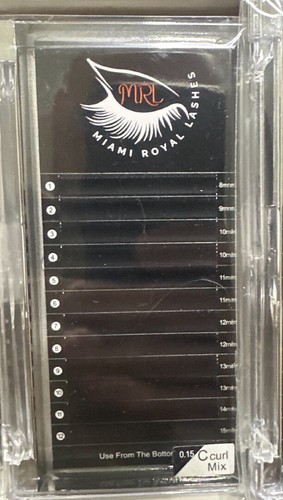 MRL
MIAMI ROYAL LASHES
1 8mm
2 9mm
3 10mm
4 10mm
5 11mm
6 11mm
7 12mm
8 12mm
9 13mm
10 13mm
11 14mm
12 15mm
Use From The Bottom
0.15 C curl
Mix